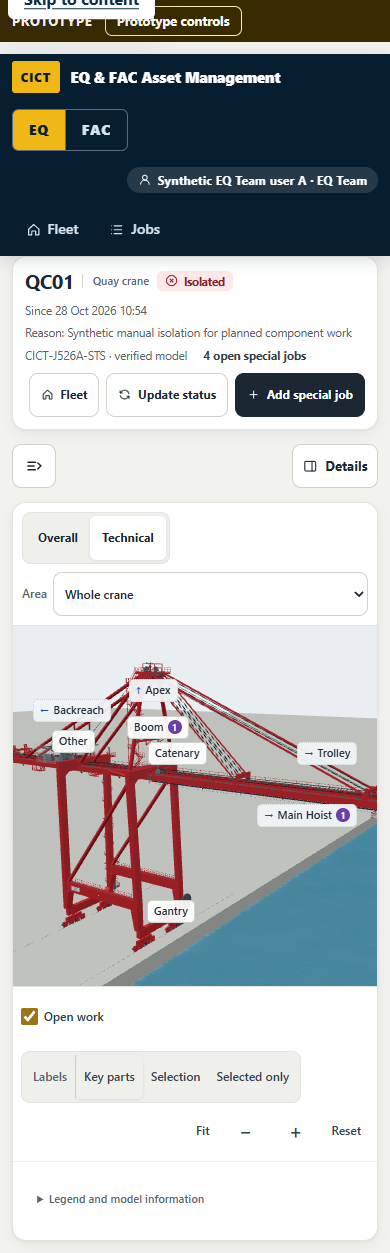 Skip to content
PROTOTYPE Prototype controls
CICT EQ & FAC Asset Management
EQ FAC
Synthetic EQ Team user A · EQ Team
Fleet Jobs
QC01 Quay crane Isolated
Since 28 Oct 2026 10:54
Reason: Synthetic manual isolation for planned component work
CICT-J526A-STS · verified model 4 open special jobs
Fleet Update status + Add special job
Details
Overall Technical
Area Whole crane
↑ Apex
← Backreach
Boom 1
Other
Catenary
→ Trolley
→ Main Hoist 1
Gantry
Open work
Labels Key parts Selection Selected only
Fit − + Reset
▶ Legend and model information